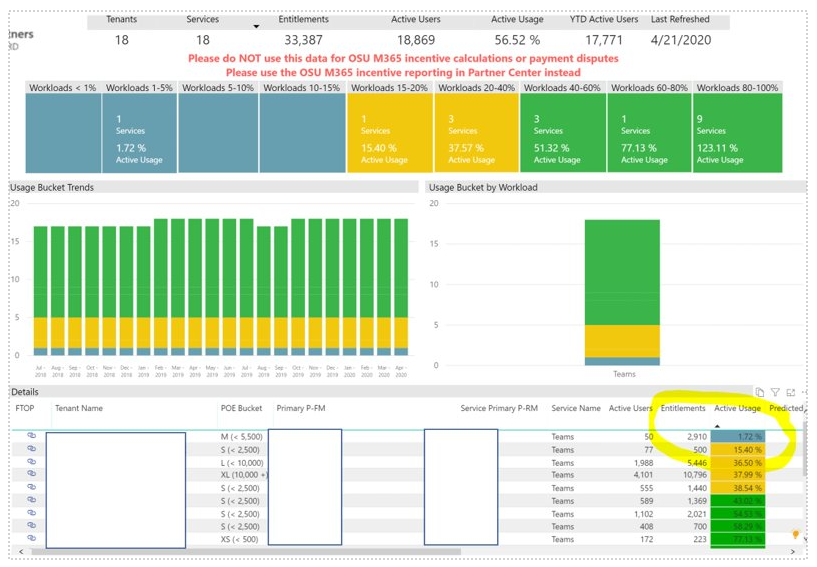 Tenants Services Entitlements Active Users Active Usage YTD Active Users Last Refreshed
18 18 33,387 18,869 56.52 % 17,771 4/21/2020
Please do NOT use this data for OSU M365 incentive calculations or payment disputes
Please use the OSU M365 incentive reporting in Partner Center instead
Workloads < 1% Workloads 1-5% Workloads 5-10% Workloads 10-15% Workloads 15-20% Workloads 20-40% Workloads 40-60% Workloads 60-80% Workloads 80-100%
1 1 3 3 1 9
Services Services Services Services Services Services
1.72 % 15.40 % 37.57 % 51.32 % 77.13 % 123.11 %
Active Usage Active Usage Active Usage Active Usage Active Usage Active Usage
Usage Bucket Trends Usage Bucket by Workload
20 20
15 15
10 10
5 5
0 0
Jul - Aug - Sep - Oct - Nov - Dec - Jan - Feb - Mar - Apr - May - Jun - Jul - Aug - Sep - Oct - Nov - Dec - Jan - Feb - Mar - Apr -
2018 2018 2018 2018 2018 2018 2019 2019 2019 2019 2019 2019 2019 2019 2019 2019 2019 2019 2020 2020 2020 2020
Teams
Details
FTOP Tenant Name POE Bucket Primary P-FM Service Primary P-RM Service Name Active Users Entitlements Active Usage Predicted
M (< 5,500) Teams 50 2,910 1.72 %
S (< 2,500) Teams 77 500 15.40 %
L (< 10,000) Teams 1,988 5,446 36.50 %
XL (10,000 +) Teams 4,101 10,796 37.99 %
S (< 2,500) Teams 555 1,440 38.54 %
S (< 2,500) Teams 589 1,369 43.02 %
S (< 2,500) Teams 1,102 2,021 54.53 %
S (< 2,500) Teams 408 700 58.29 %
XS (< 500) Teams 172 223 77.13 %